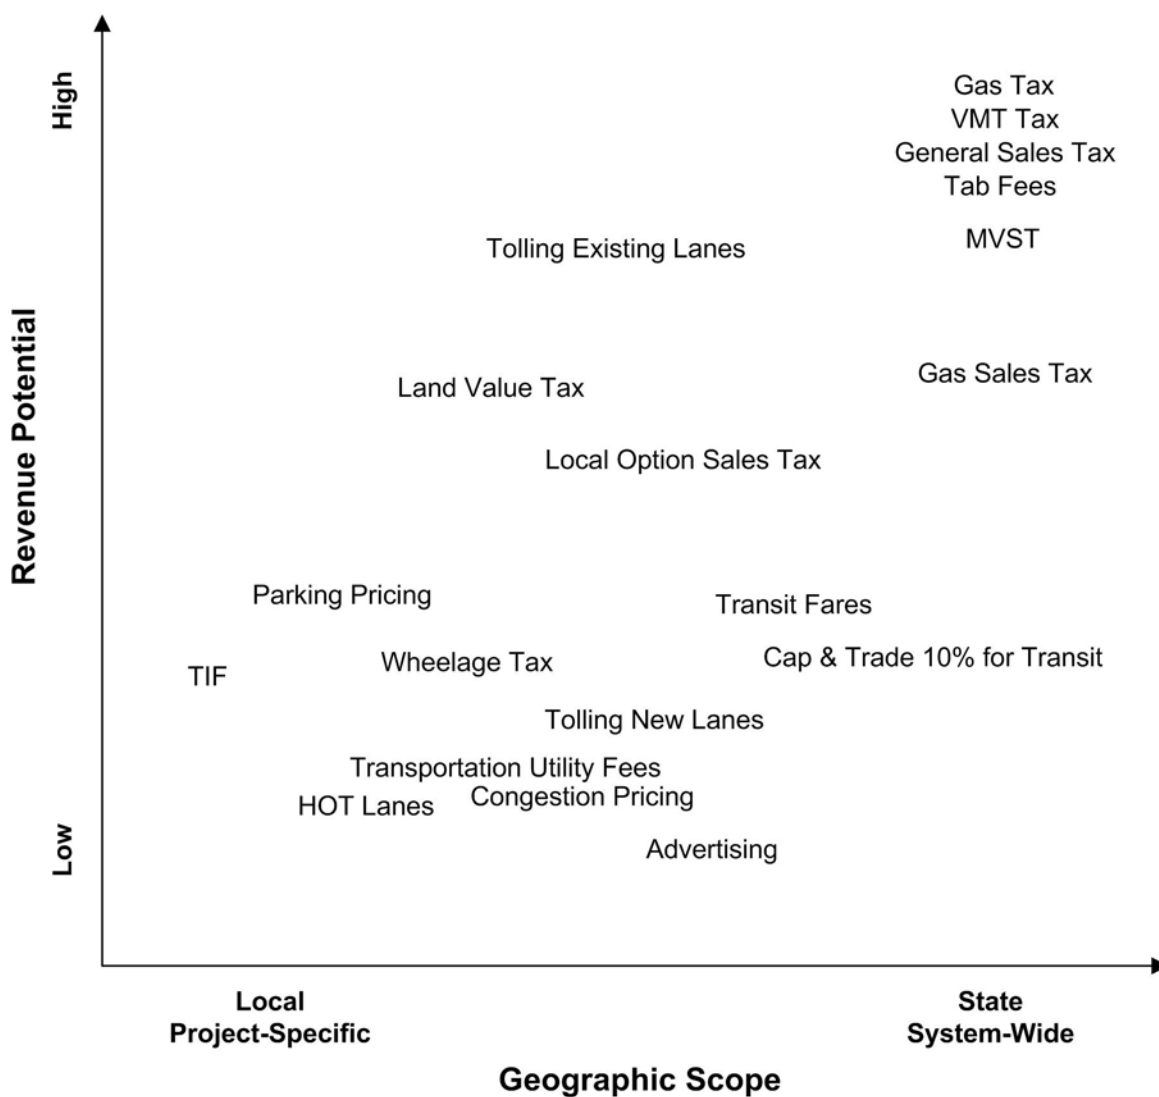 High
Gas Tax
VMT Tax
General Sales Tax
Tab Fees
MVST
Tolling Existing Lanes
Revenue Potential
Gas Sales Tax
Land Value Tax
Local Option Sales Tax
Parking Pricing
Transit Fares
Cap & Trade 10% for Transit
Wheelage Tax
TIF
Tolling New Lanes
Transportation Utility Fees
Congestion Pricing
HOT Lanes
Advertising
Low
Local
Project-Specific
State
System-Wide
Geographic Scope